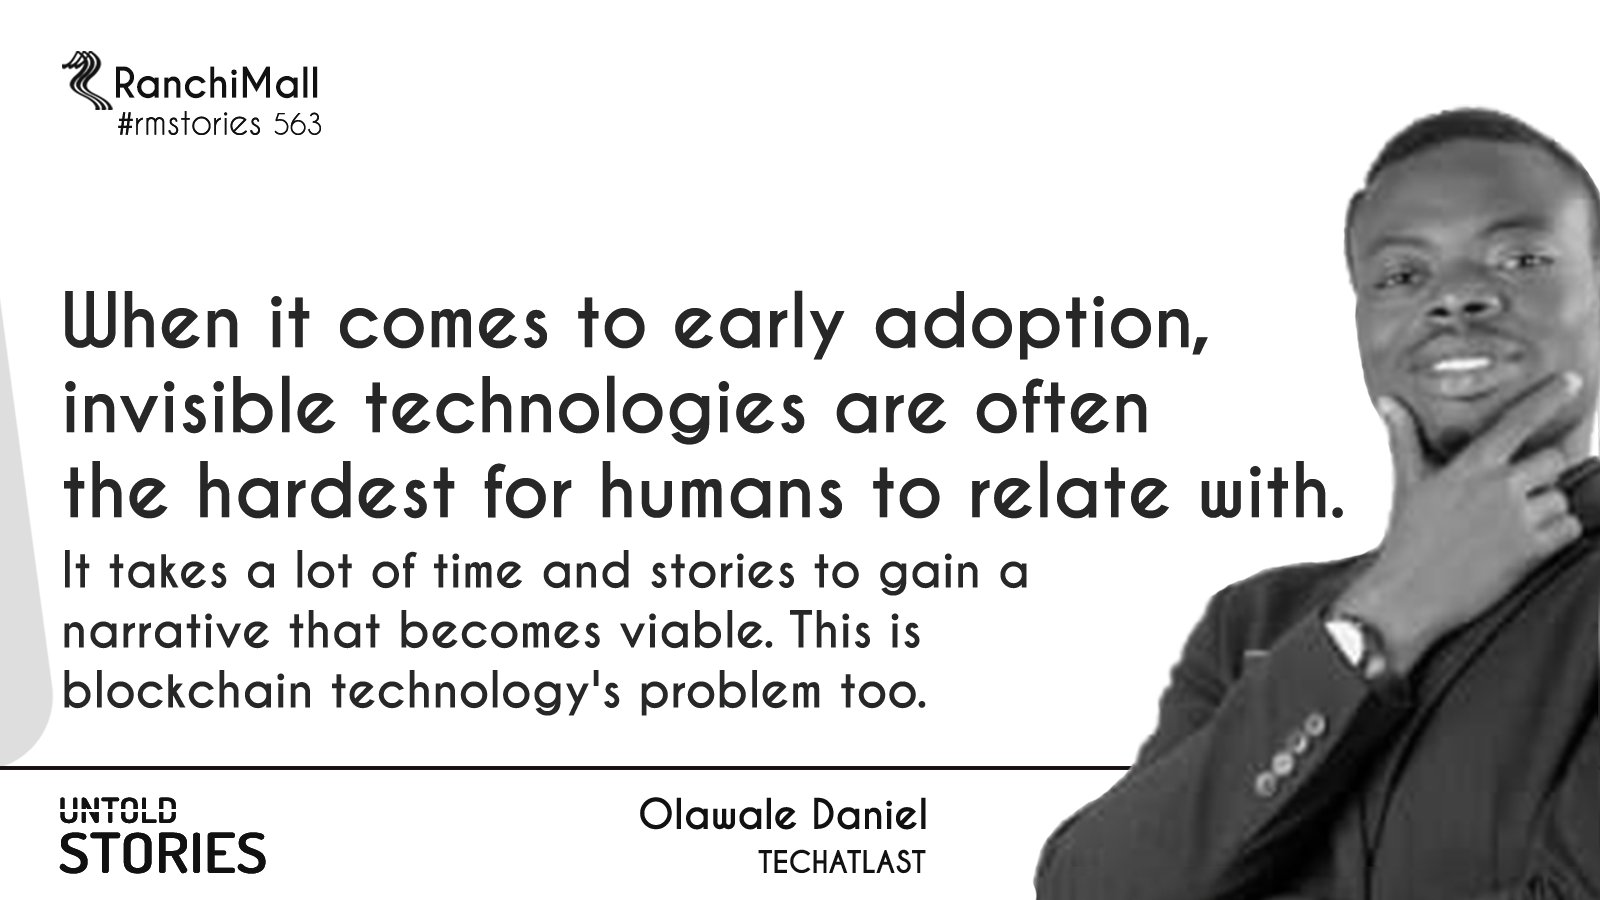 RanchiMall
#rmstories 563
When it comes to early adoption,
invisible technologies are often
the hardest for humans to relate with.
It takes a lot of time and stories to gain a
narrative that becomes viable. This is
blockchain technology's problem too.
UNTOLD
STORIES
Olawale Daniel
TECHATLAST